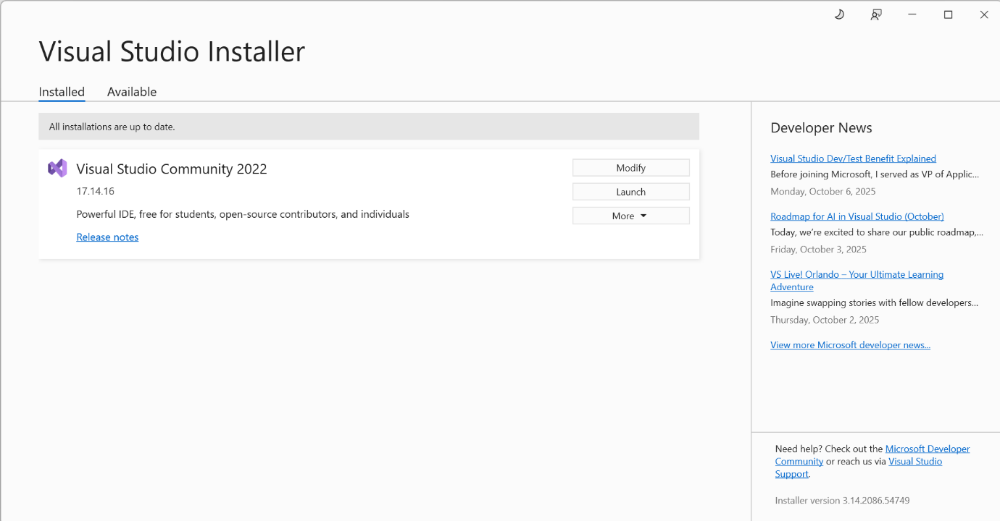 Visual Studio Installer
Installed
Available
All installations are up to date.
Visual Studio Community 2022
17.14.16
Powerful IDE, free for students, open-source contributors, and individuals
Release notes
Modify
Launch
More
Developer News
Visual Studio Dev/Test Benefit Explained
Before joining Microsoft, I served as VP of Applic...
Monday, October 6, 2025
Roadmap for AI in Visual Studio (October)
Today, we’re excited to share our public roadmap,...
Friday, October 3, 2025
VS Live! Orlando – Your Ultimate Learning
Adventure
Imagine swapping stories with fellow developers...
Thursday, October 2, 2025
View more Microsoft developer news...
Need help? Check out the Microsoft Developer
Community or reach us via Visual Studio
Support.
Installer version 3.14.2086.54749